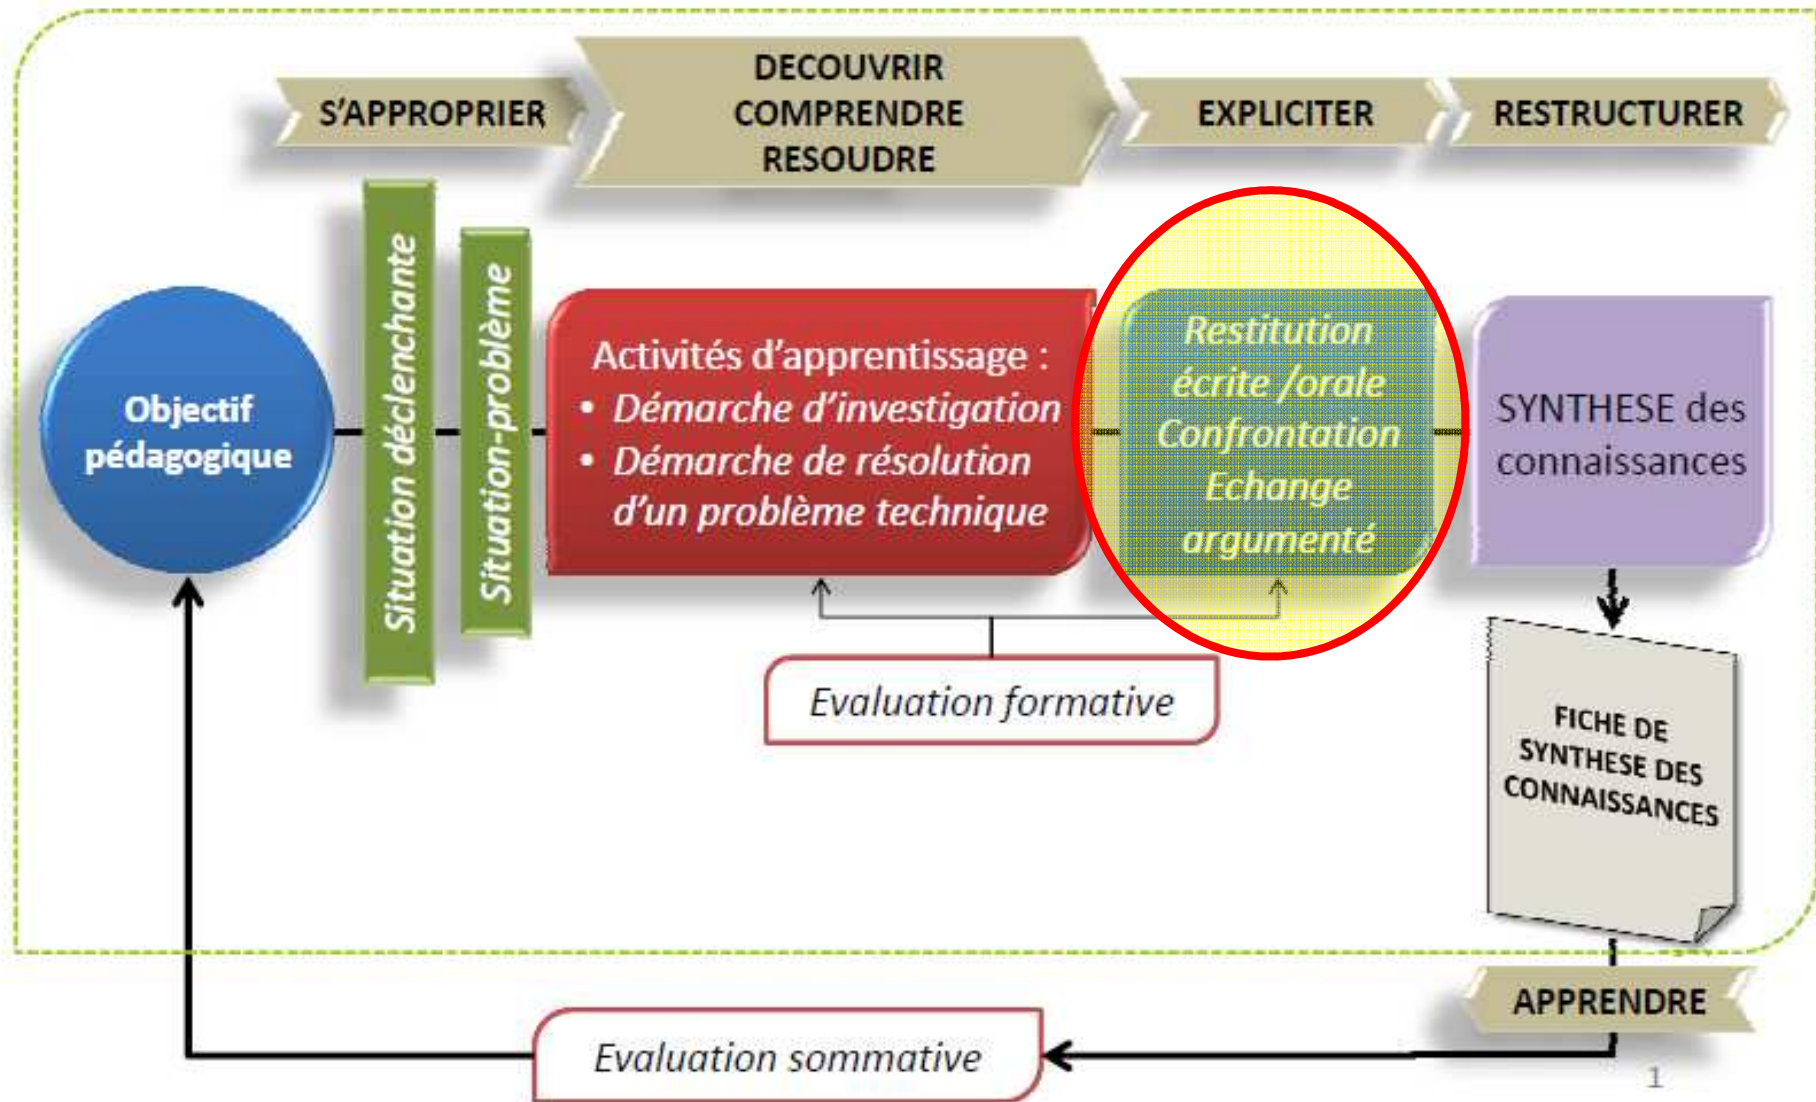 S'APPROPRIER
DECOUVRIR
COMPRENDRE
RESOUDRE
EXPLICITER
RESTRUCTURER
Objectif
pédagogique
Situation déclenchante
Situation-problème
Activités d'apprentissage :
• Démarche d'investigation
• Démarche de résolution
d'un problème technique
Restitution
écrite /orale
Confrontation
Echange
argumenté
SYNTHESE des
connaissances
Evaluation formative
FICHE DE
SYNTHESE DES
CONNAISSANCES
APPRENDRE
Evaluation sommative
1